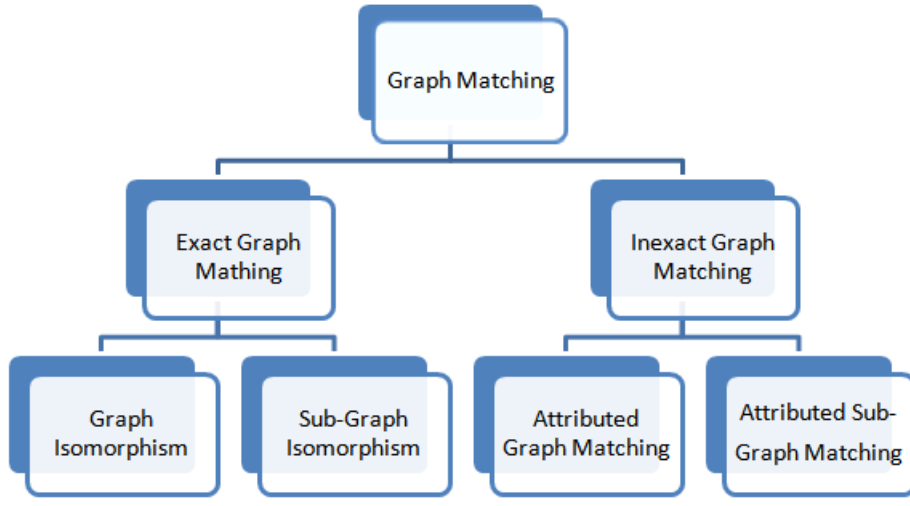 Graph Matching
Exact Graph
Mathing
Inexact Graph
Matching
Graph
Isomorphism
Sub-Graph
Isomorphism
Attributed
Graph Matching
Attributed Sub-
Graph Matching